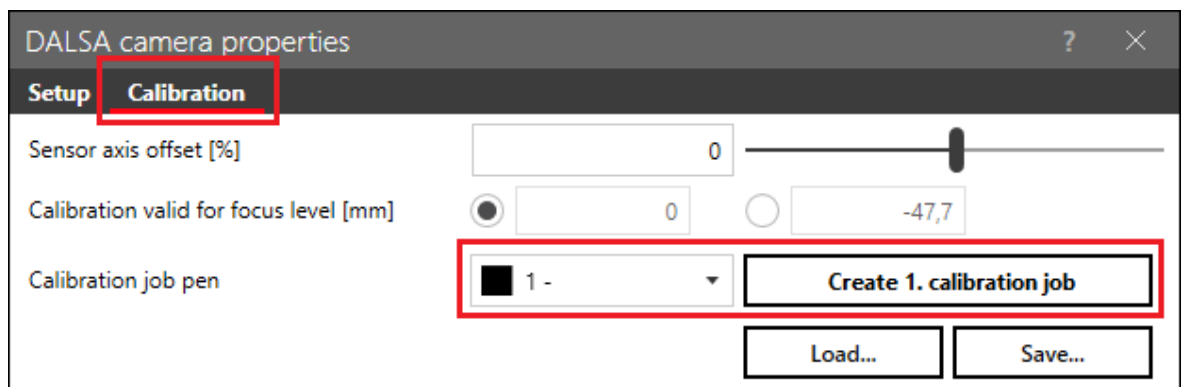 DALSA camera properties ? ×
Setup Calibration
Sensor axis offset [%] 0
Calibration valid for focus level [mm] 0 -47,7
Calibration job pen 1 - Create 1. calibration job
Load... Save...